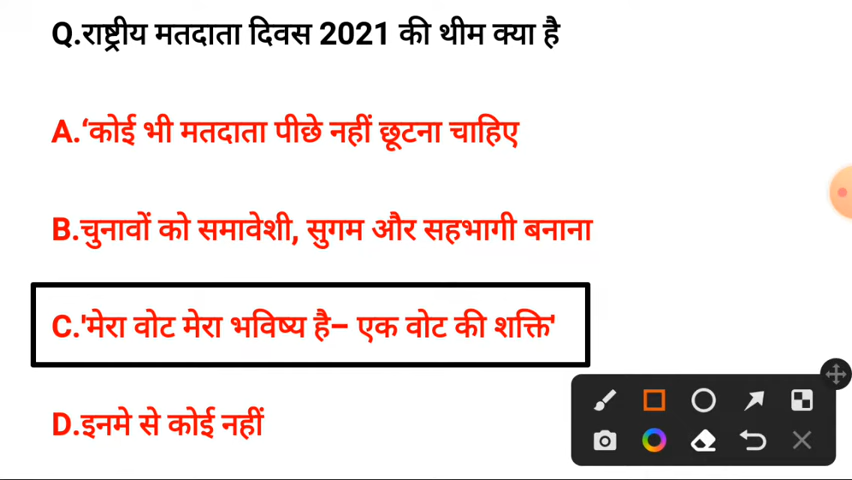 Q.राष्ट्रीय मतदाता दिवस 2021 की थीम क्या है
A.‘कोई भी मतदाता पीछे नहीं छूटना चाहिए
B.चुनावों को समावेशी, सुगम और सहभागी बनाना
C.'मेरा वोट मेरा भविष्य है– एक वोट की शक्ति'
D.इनमे से कोई नहीं